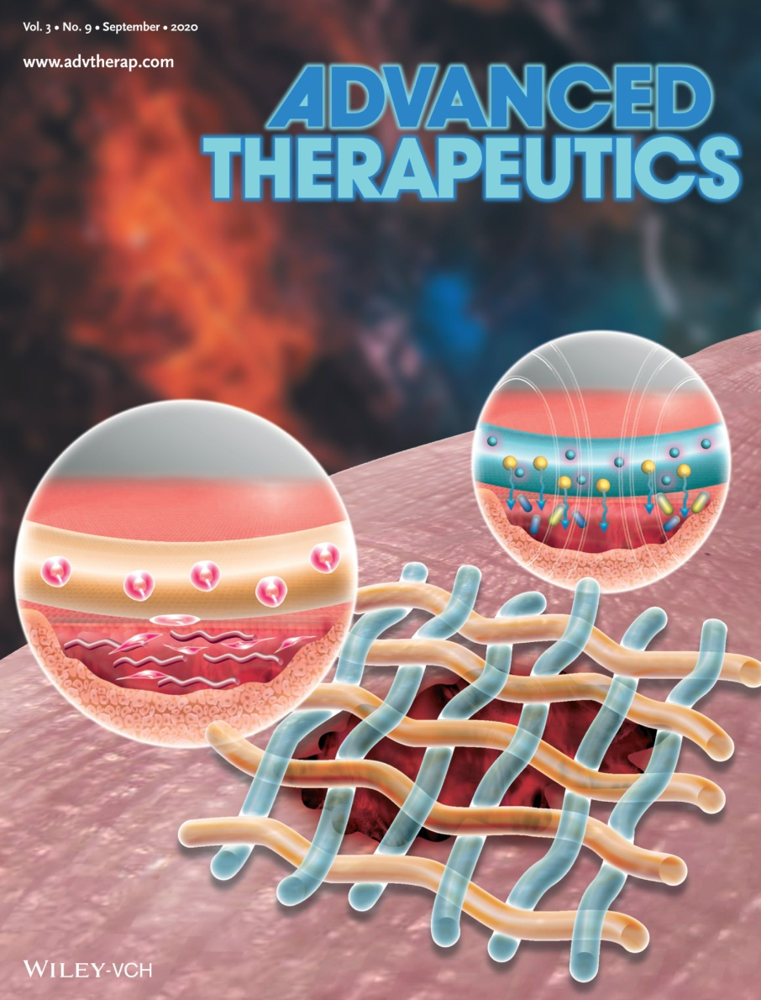 Vol. 3 • No. 9 • September • 2020
www.advtherap.com
ADVANCED
THERAPEUTICS
WILEY-VCH